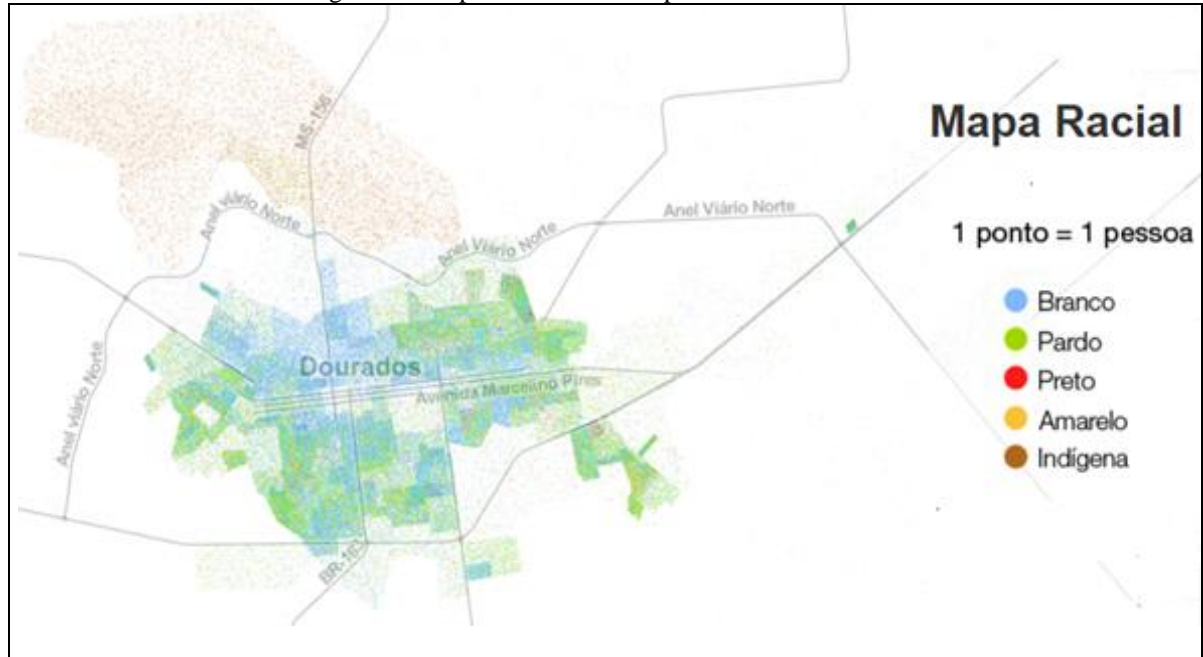 Mapa Racial
1 ponto = 1 pessoa
Branco
Pardo
Preto
Amarelo
Indígena
MS-156
Anel viário Norte
Anel Viário Norte
Anel Viário Norte
Anel viário Norte
Dourados
Avenida Marcelino Pires
BR-163